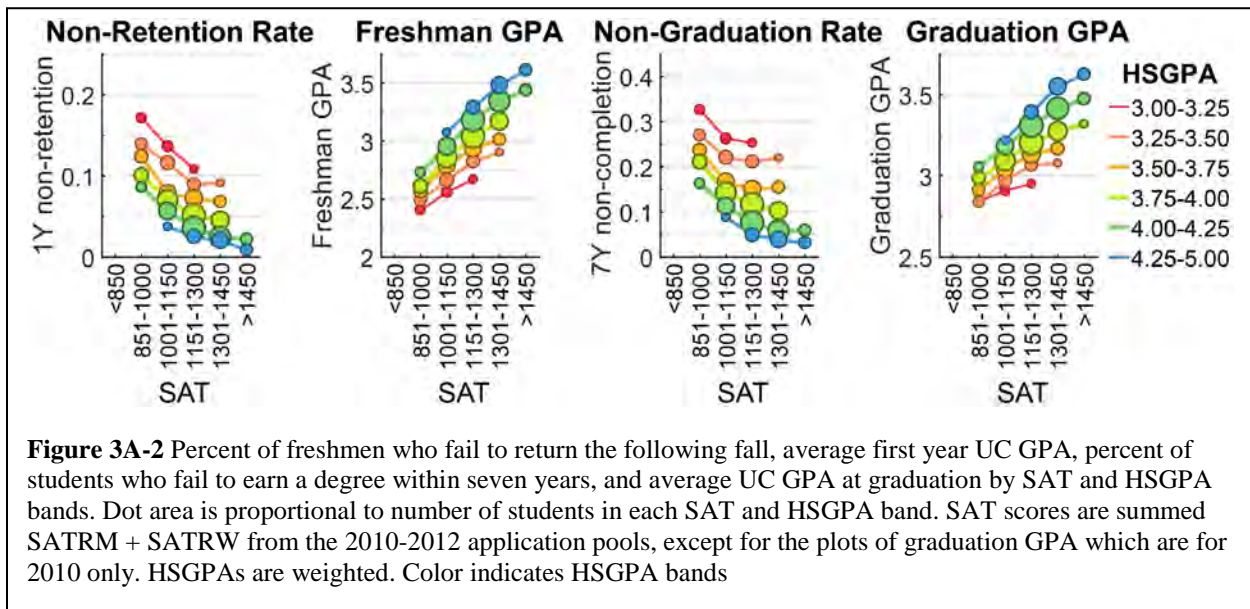 Non-Retention Rate
Freshman GPA
Non-Graduation Rate
Graduation GPA
1Y non-retention
0.2
0.1
0
<850
851-1000
1001-1150
1151-1300
1301-1450
>1450
SAT
Freshman GPA
3.5
3
2.5
2
<850
851-1000
1001-1150
1151-1300
1301-1450
>1450
SAT
7Y non-completion
0.4
0.3
0.2
0.1
0
<850
851-1000
1001-1150
1151-1300
1301-1450
>1450
SAT
Graduation GPA
3.5
3
2.5
<850
851-1000
1001-1150
1151-1300
1301-1450
>1450
SAT
HSGPA
3.00-3.25
3.25-3.50
3.50-3.75
3.75-4.00
4.00-4.25
4.25-5.00
Figure 3A-2 Percent of freshmen who fail to return the following fall, average first year UC GPA, percent of
students who fail to earn a degree within seven years, and average UC GPA at graduation by SAT and HSGPA
bands. Dot area is proportional to number of students in each SAT and HSGPA band. SAT scores are summed
SATRM + SATRW from the 2010-2012 application pools, except for the plots of graduation GPA which are for
2010 only. HSGPAs are weighted. Color indicates HSGPA bands